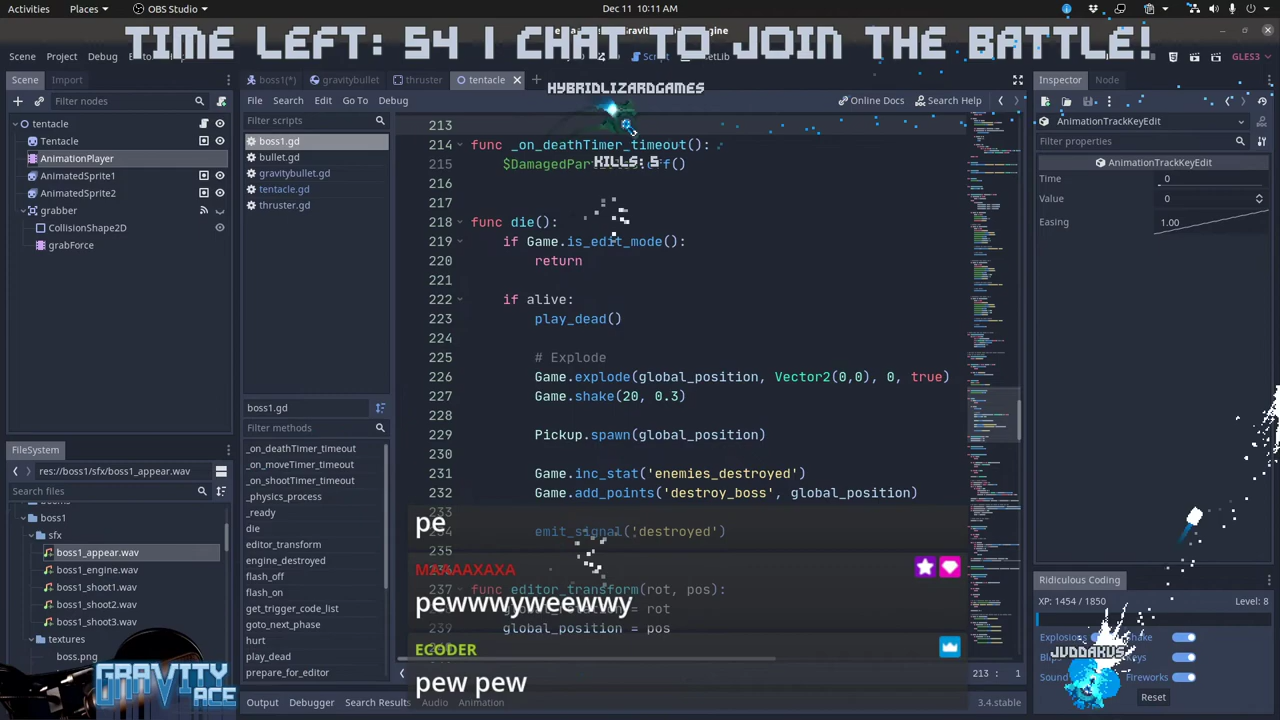 Activities Places OBS Studio Dec 11 10:11 AM
TIME LEFT: 54 | CHAT TO JOIN THE BATTLE!
Scene Project Debug Script GLES3
Scene Import
boss1(*) gravitybullet thruster tentacle
Inspector Node
Filter nodes
File Search Edit Go To Debug Online Docs Search Help
HYBRIDLIZARDGAMES
KILLS: 5
tentacle
Tentacle
AnimationPlayer
AnimatedSprite1
AnimatedSprite2
grabber
CollisionShape2D
grabForce
Filter scripts
boss1.gd
bullet.gd
gravitybullet.gd
tentacle.gd
thruster.gd
boss1.gd
Filter methods
_on_deathTimer_timeout
_on_moveTimer_timeout
_on_shootTimer_timeout
_physics_process
_ready
die
editor_transform
engine_destroyed
flash_off
flash_on
get_trigger_code_list
goto_next_phase
hurt
play_dead
prepare_for_editor
213
214 func _on_deathTimer_timeout():
215 
216
217
218 func die():
219 if Game.is_edit_mode():
220 return
221
222 if alive:
223 play_dead()
224
225 # Explode
226 Game.explode(global_position, Vector2(0,0), 0, true)
227 Game.shake(20, 0.3)
228
229 Pickup.spawn(global_position)
230
231 Game.inc_stat('enemies_destroyed')
232 Game.add_points('destroy_boss', global_position)
('destroyed')
237 func editor_transform(rot, pos):
= rot
global_position = pos
pe
pewwwyweewwy
ECODER
pew pew
213 : 1
FileSystem
res://boss1/sfx/boss1_appear.wav
Search files
boss1
sfx
boss1_appear.wav
boss1_engine.wav
boss1_shoot1.wav
boss1_shoot2.wav
boss1_shoot3.wav
textures
boss.png
GRAVITY ACE
Output Debugger Search Results Audio Animation 3.4.stable
AnimationTrackKeyEdit
Filter properties
AnimationTrackKeyEdit
Time 0
Value 0
Easing 1.00
Ridiculous Coding
XP: 1454 / 1850 Level: 8
Explosions Shake
Blips Keys
Sound Fireworks
JVDDAKUS
Reset